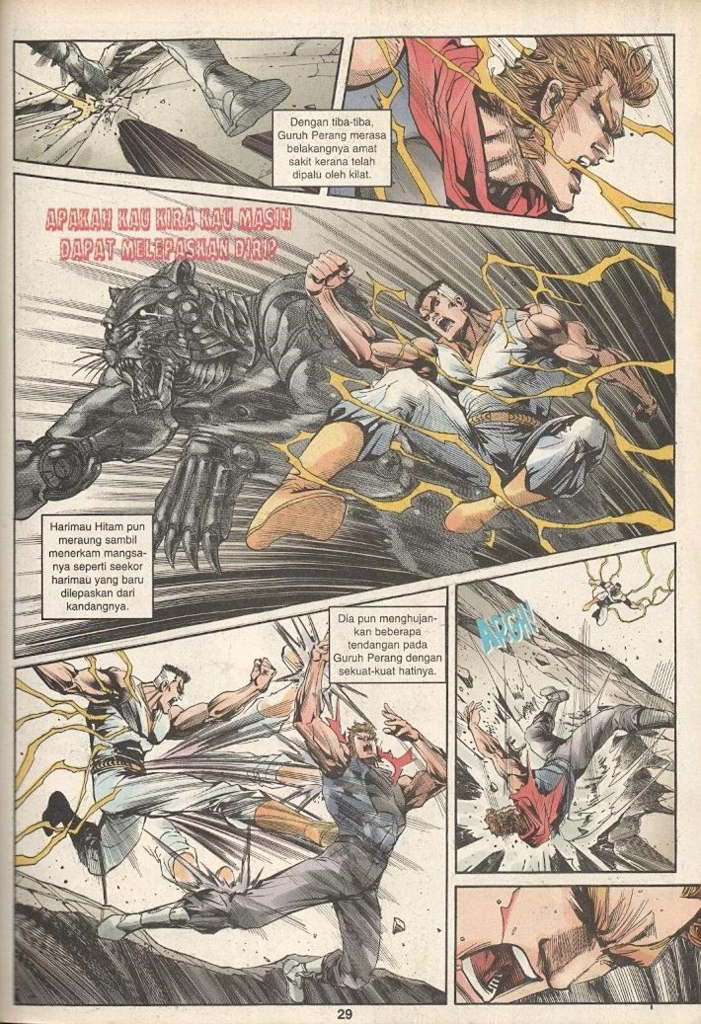 Dengan tiba-tiba,
Guruh Perang merasa
belakangnya amat
sakit kerana telah
dipalu oleh kilat.
APAKAH KAU KIRA KAU MASIH
DAPAT MELEPASKAN DIRI?
Harimau Hitam pun
meraung sambil
menerkam mangsa-
nya seperti seekor
harimau yang baru
dilepaskan dari
kandangnya.
Dia pun menghujan-
kan beberapa
tendangan pada
Guruh Perang dengan
sekuat-kuat hatinya.
ARGH!
29